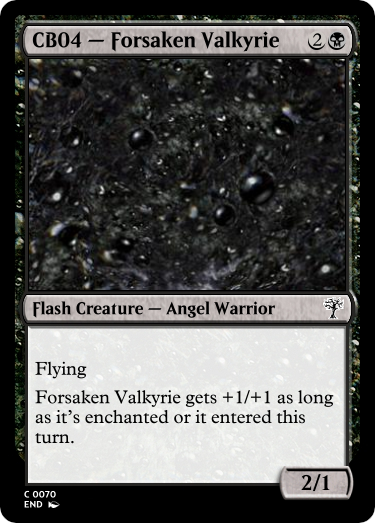 CB04 — Forsaken Valkyrie 2
Flash Creature — Angel Warrior
Flying
Forsaken Valkyrie gets +1/+1 as long
as it's enchanted or it entered this
turn.
2/1
C 0070
END